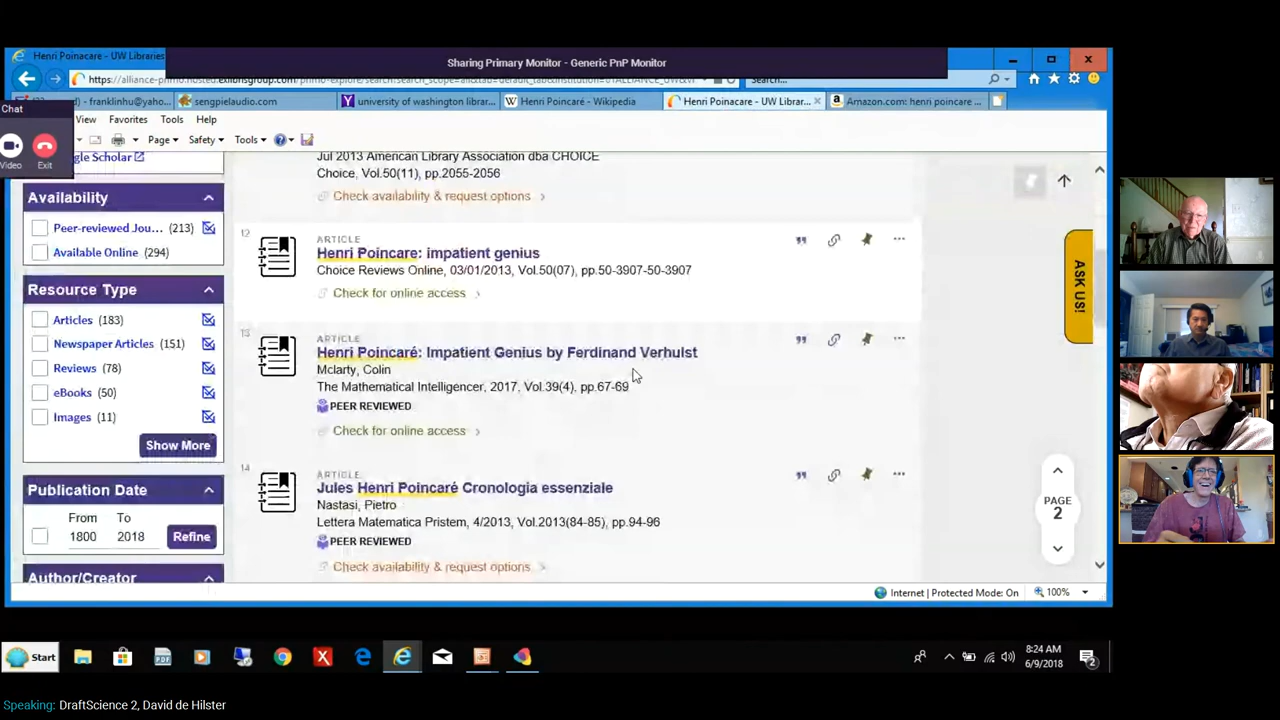 Henri Poinacare - UW Libraries
Sharing Primary Monitor - Generic PnP Monitor
Search...
franklinhu@yaho...
sengpielaudio.com
university of washington librar...
Henri Poincaré - Wikipedia
Henri Poinacare - UW Librar...
Amazon.com: henri poincare ...
Chat
View
Favorites
Tools
Help
Page
Safety
Tools
Video
Exit
gle Scholar
Availability
Peer-reviewed Jou... (213)
Available Online (294)
Resource Type
Articles (183)
Newspaper Articles (151)
Reviews (78)
eBooks (50)
Images (11)
Show More
Publication Date
From To
1800 2018 Refine
Author/Creator
Jul 2013 American Library Association dba CHOICE
Choice, Vol.50(11), pp.2055-2056
Check availability & request options
12
ARTICLE
Henri Poincare: impatient genius
Choice Reviews Online, 03/01/2013, Vol.50(07), pp.50-3907-50-3907
Check for online access
13
ARTICLE
Henri Poincaré: Impatient Genius by Ferdinand Verhulst
Mclarty, Colin
The Mathematical Intelligencer, 2017, Vol.39(4), pp.67-69
PEER REVIEWED
Check for online access
14
ARTICLE
Jules Henri Poincaré Cronologia essenziale
Nastasi, Pietro
Lettera Matematica Pristem, 4/2013, Vol.2013(84-85), pp.94-96
PEER REVIEWED
Check availability & request options
ASK US!
PAGE
2
Internet | Protected Mode: On
100%
Start
8:24 AM
6/9/2018
2
Speaking: DraftScience 2, David de Hilster